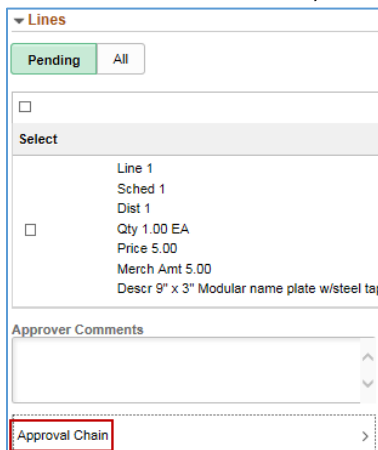 Lines
Pending All
Select
Line 1
Sched 1
Dist 1
Qty 1.00 EA
Price 5.00
Merch Amt 5.00
Descr 9" x 3" Modular name plate w/steel
Approver Comments
Approval Chain